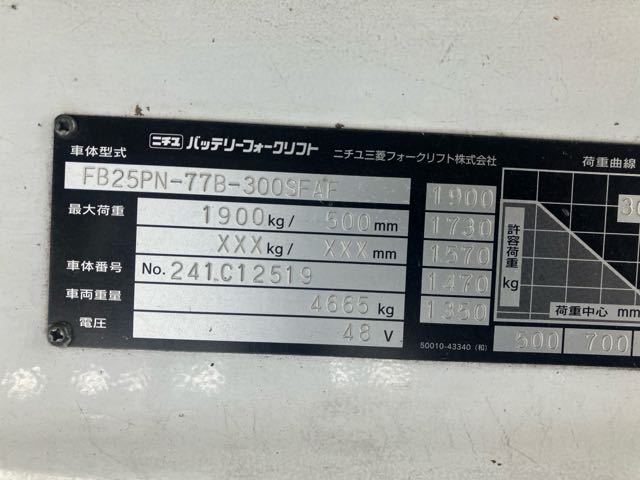 車体型式 ニチユ バッテリーフォークリフト ニチユ三菱フォークリフト株式会社 荷重曲線
FB25PN-77B-300SFAF
最大荷重 1900kg/ 500mm
XXXkg/ XXXmm
車体番号 No. 241C12519
車両重量 4665kg
電圧 48 V
1900
1730
1570
1470
1350
50010-43340 (和)
30
許容荷重 kg
荷重中心 mm
500 700